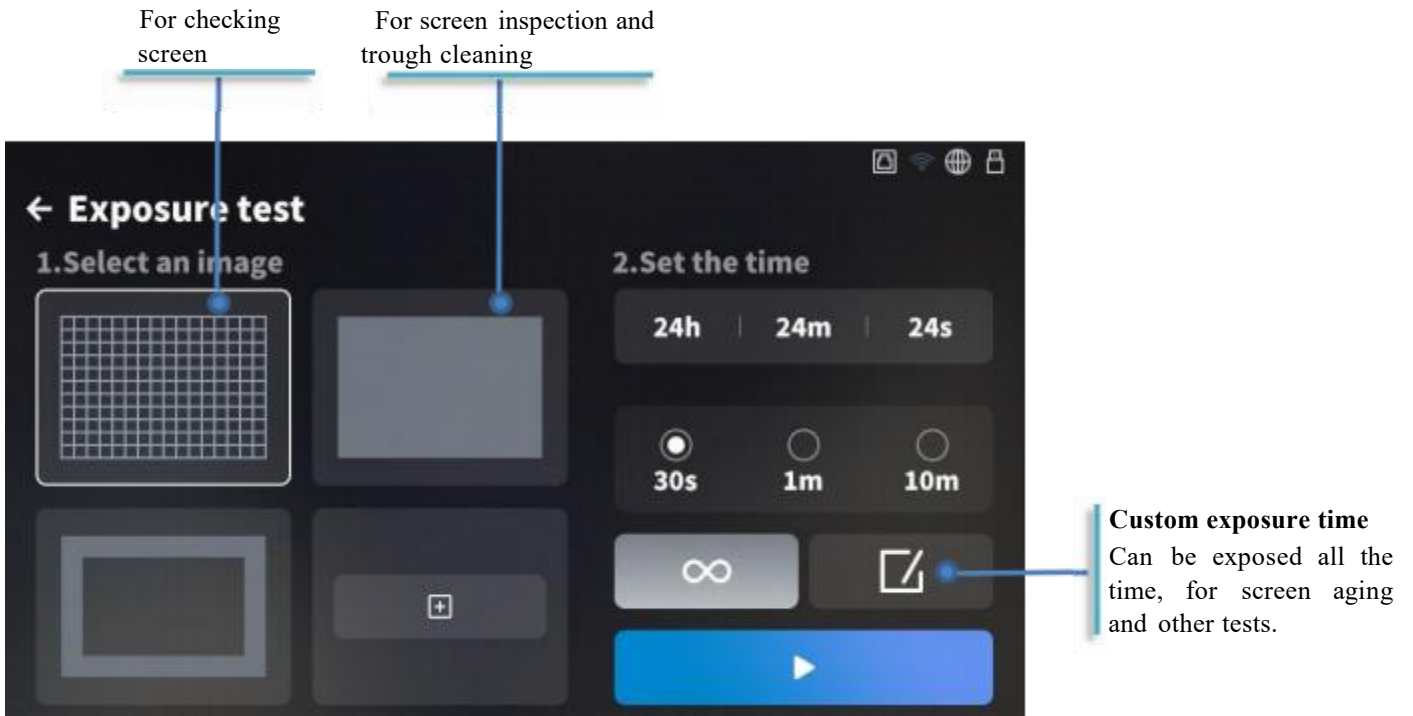 For checking
screen
For screen inspection and
trough cleaning
← Exposure test
1.Select an image
2.Set the time
24h | 24m | 24s
30s 1m 10m
∞
Custom exposure time
Can be exposed all the
time, for screen aging
and other tests.